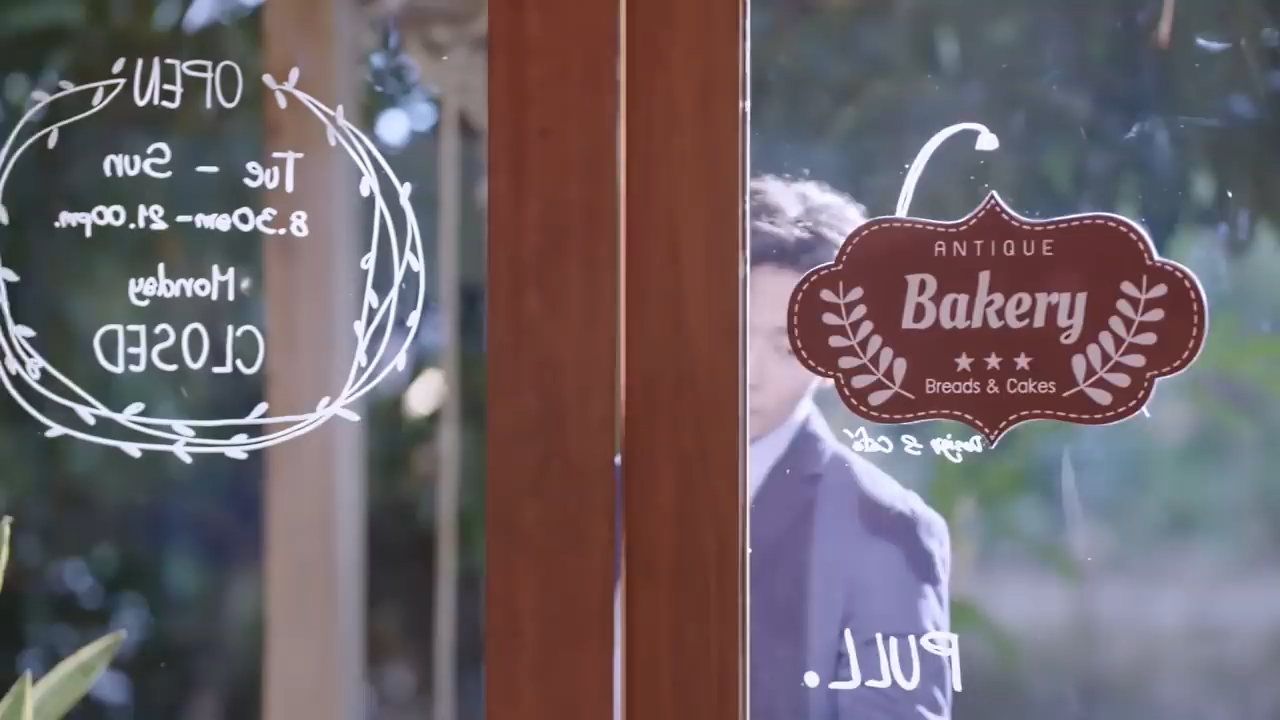 OPEN
Tue - Sun
8.30am-21.00pm.
Monday
CLOSED
ANTIQUE
Bakery
Breads & Cakes
PULL.